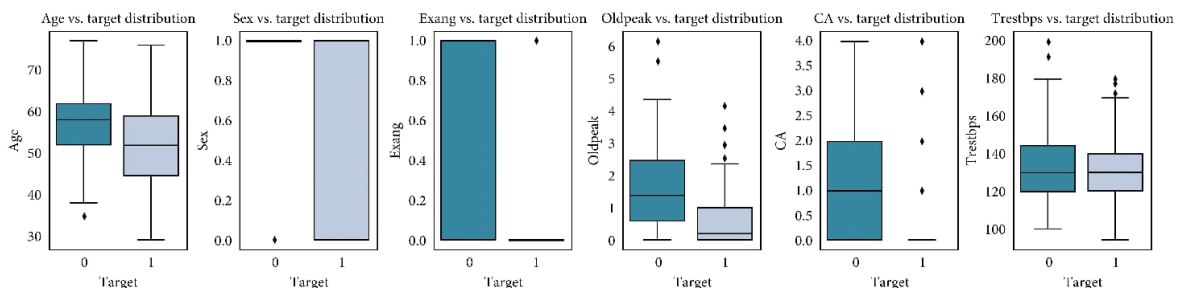 Age vs. target distribution
Age
70
60
50
40
30
0 1
Target
Sex vs. target distribution
Sex
1.0
0.8
0.6
0.4
0.2
0.0
0 1
Target
Exang vs. target distribution
Exang
1.0
0.8
0.6
0.4
0.2
0.0
0 1
Target
Oldpeak vs. target distribution
Oldpeak
6
5
4
3
2
1
0
0 1
Target
CA vs. target distribution
CA
4.0
3.5
3.0
2.5
2.0
1.5
1.0
0.5
0.0
0 1
Target
Trestbps vs. target distribution
Trestbps
200
180
160
140
120
100
0 1
Target